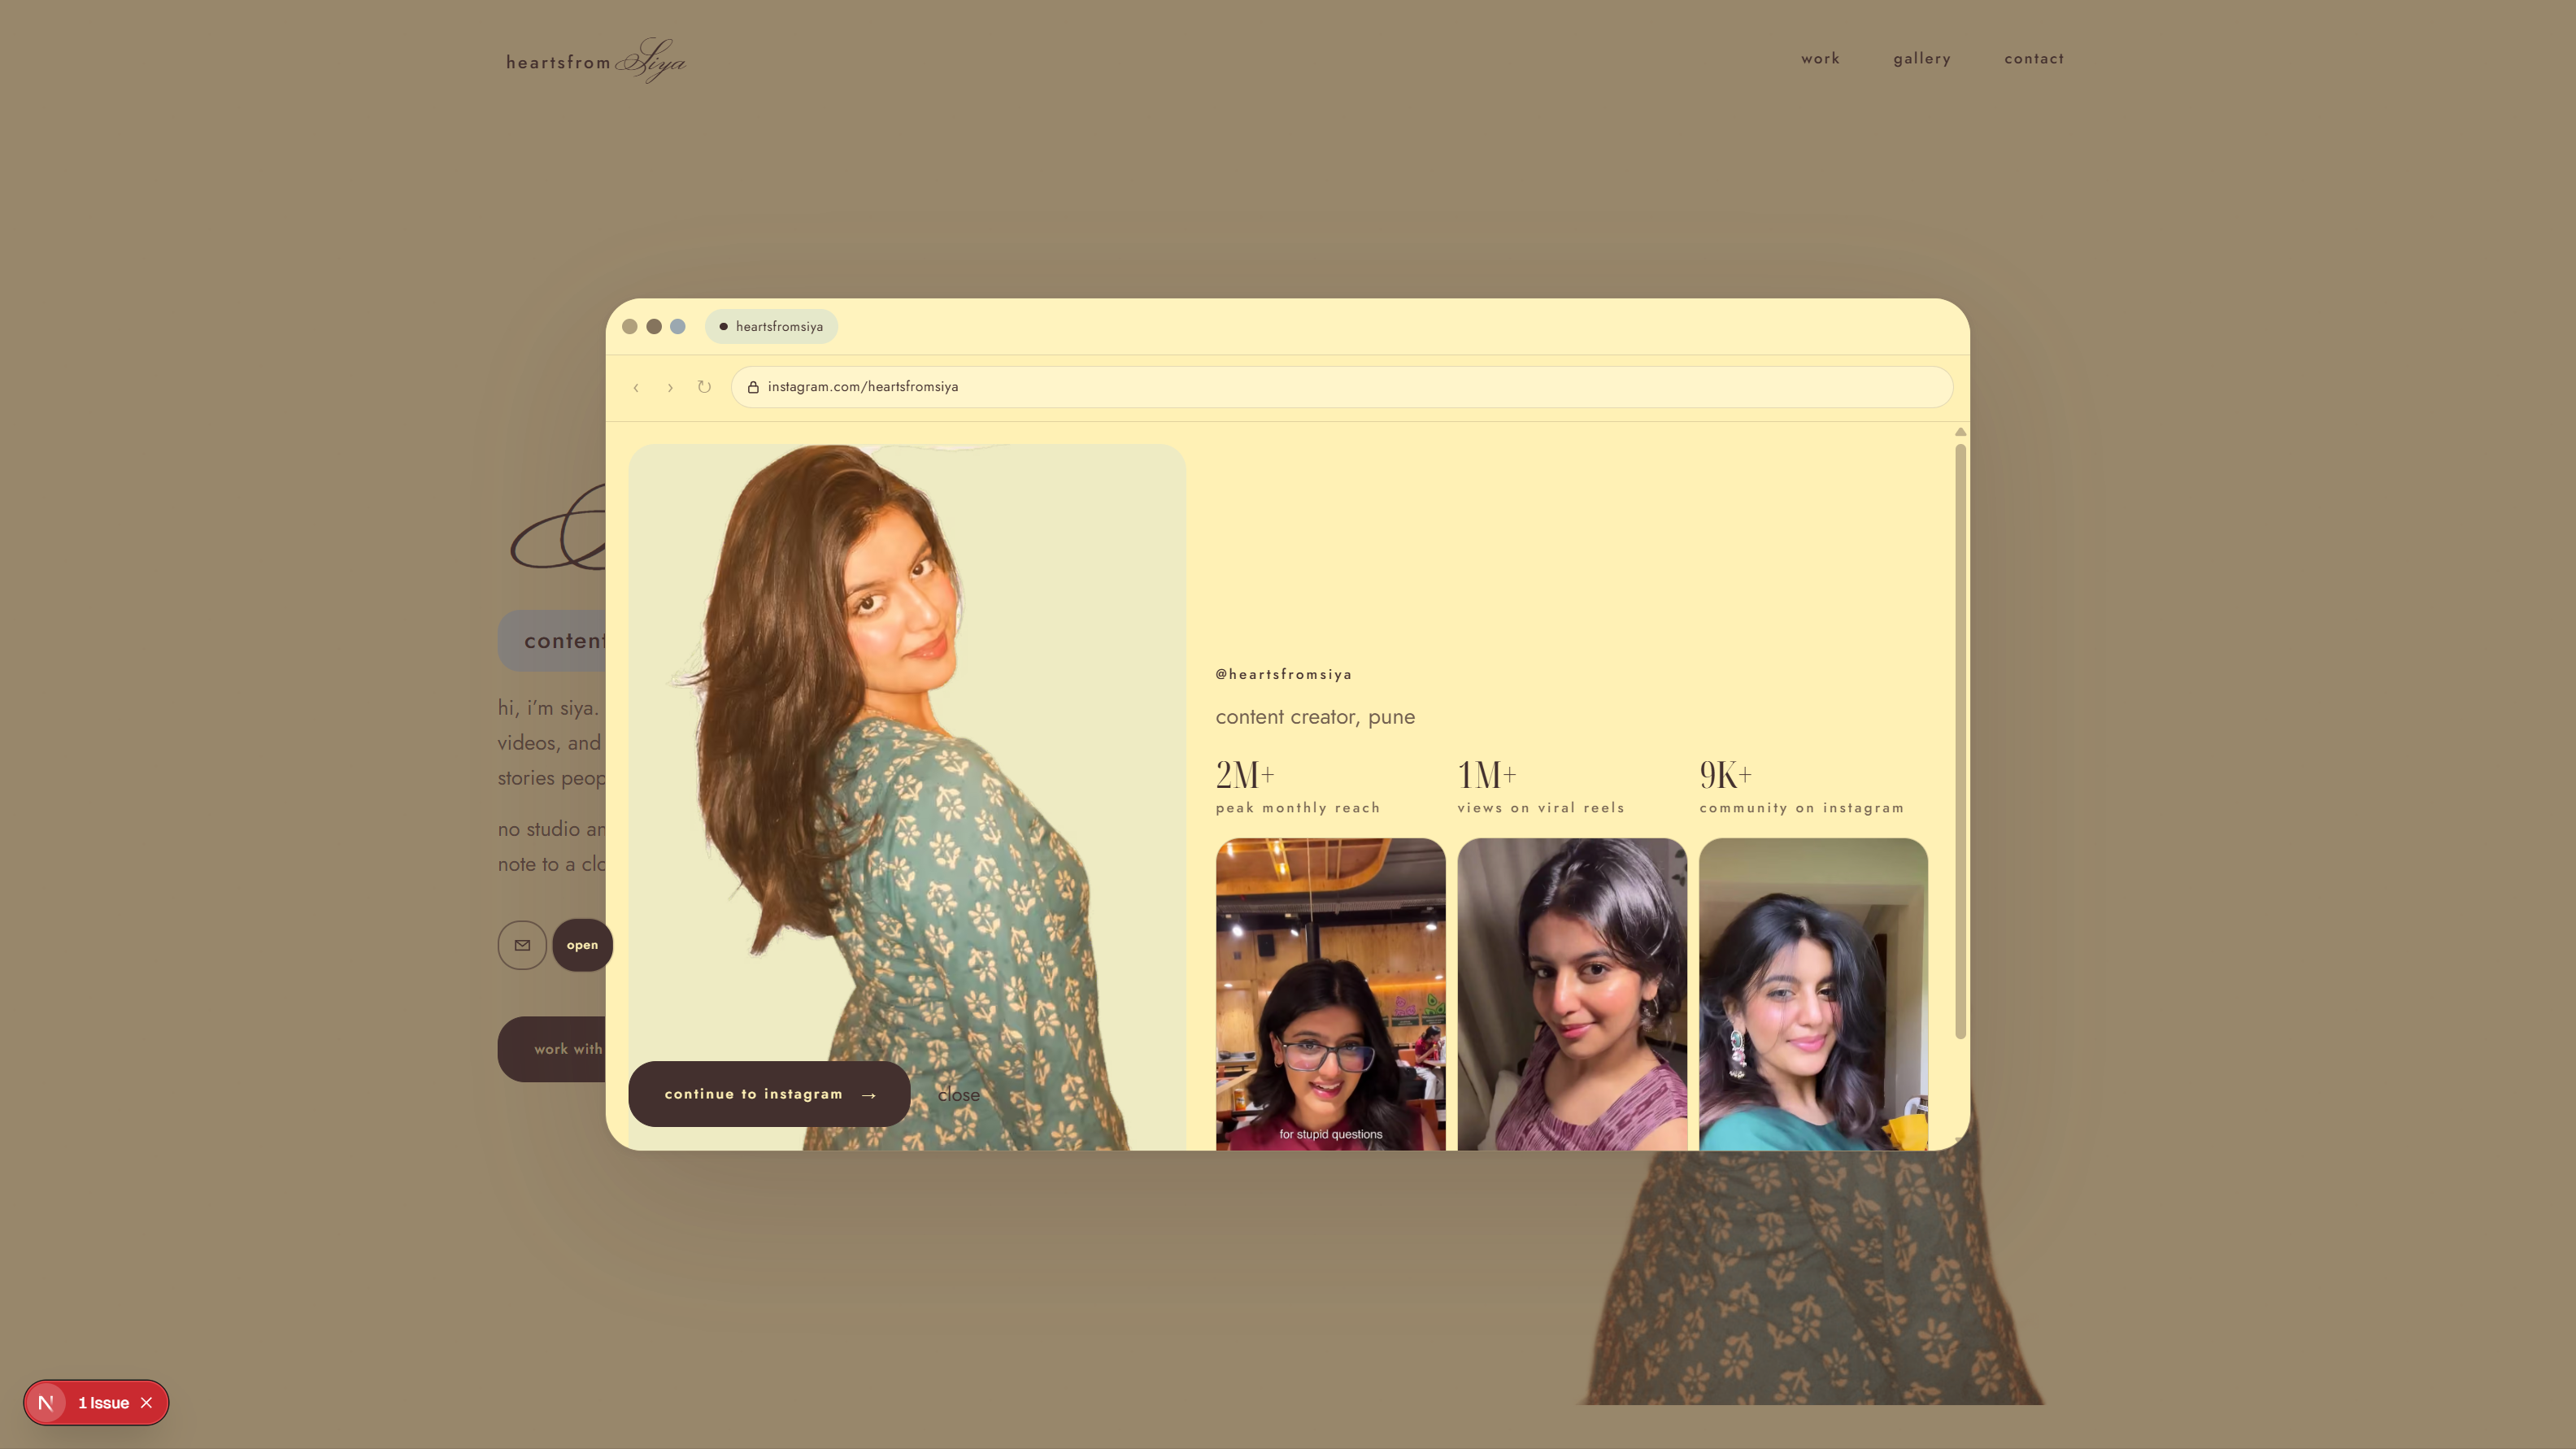 heartsfrom Siya
work
gallery
contact
heartsfromsiya
instagram.com/heartsfromsiya
content
hi, i'm siya.
videos, and
stories peop
no studio an
note to a clo
open
work with
@heartsfromsiya
content creator, pune
2M+
peak monthly reach
1M+
views on viral reels
9K+
community on instagram
for stupid questions
continue to instagram →
close
N 1 Issue